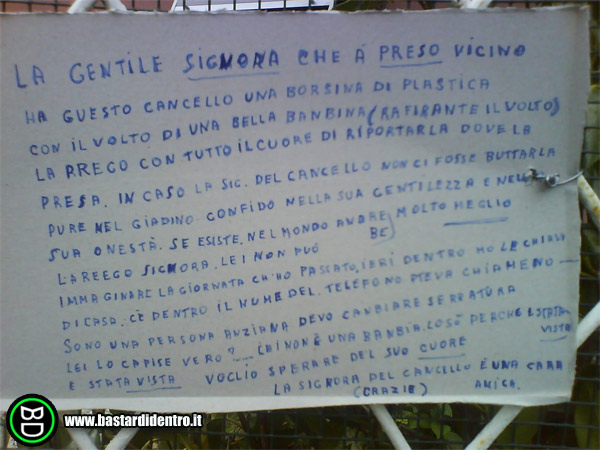 LA GENTILE SIGNORA CHE À PRESO VICINO
HA GUESTO CANCELLO UNA BORSINA DI PLASTICA
CON IL VOLTO DI UNA BELLA BANBINA (RAFIRANTE IL VOLTO)
LA PREGO CON TUTTO IL CUORE DI RIPORTARLA DOVE LA
PRESA. IN CASO LA SIG. DEL CANCELLO NON CI FOSSE BUTTARLA
PURE NEL GIADINO. CONFIDO NELLA SUA GENTILEZZA E NELLA
SUA ONESTÀ. SE ESISTE, NEL MONDO ANDRE} MOLTO MEGLIO
BE
LAREEGO SIGNORA, LEI NON PUÒ
IMMAGINARE LA GIORNATA CH'HO PASCATO, IERI DENTRO HO LE CHIAVI
DI CASA. C'È DENTRO IL NUME DEL TELEFONO PTEVA CHIAMENO —
SONO UNA PERSONA ANZIANA DEVO CANBIARE SERRATURA
LEI LO CAPISE VERO? LEI NON È UNA BANBIA. LO SÒ PERCHE È STATA
VISTA
E STATA VISTA VOGLIO SPERARE DEL SUO CUORE
LA SIGNORA DEL CANCELLO È UNA CARA
(GRAZIE) AMICA.
www.bastardidentro.it